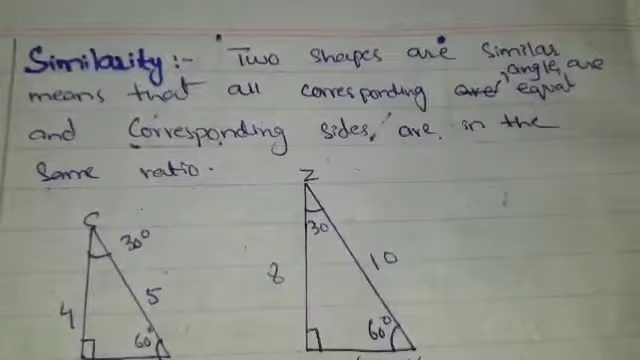 Similarity :- Two shapes are similar
means that all corresponding angle are equal
and Corresponding sides are in the
same ratio.
Z
C
30°
30
4
5
8
10
60°
60°